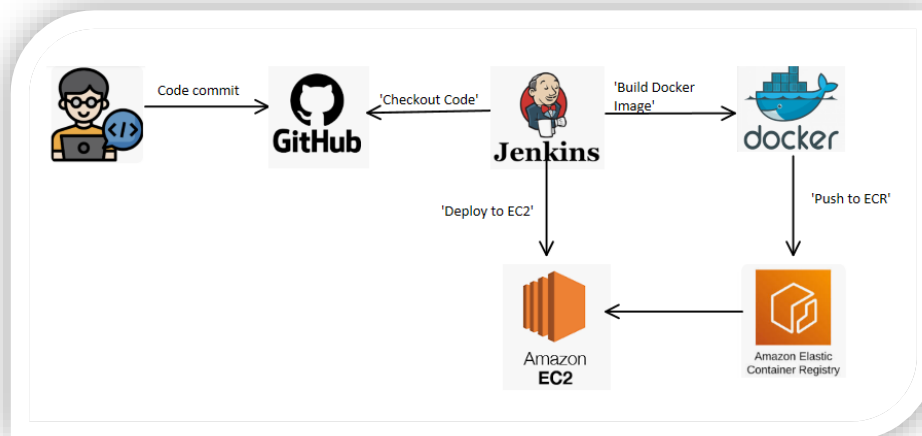 Code commit
GitHub
'Checkout Code'
Jenkins
'Build Docker
Image'
docker
'Deploy to EC2'
'Push to ECR'
Amazon
EC2
Amazon Elastic
Container Registry